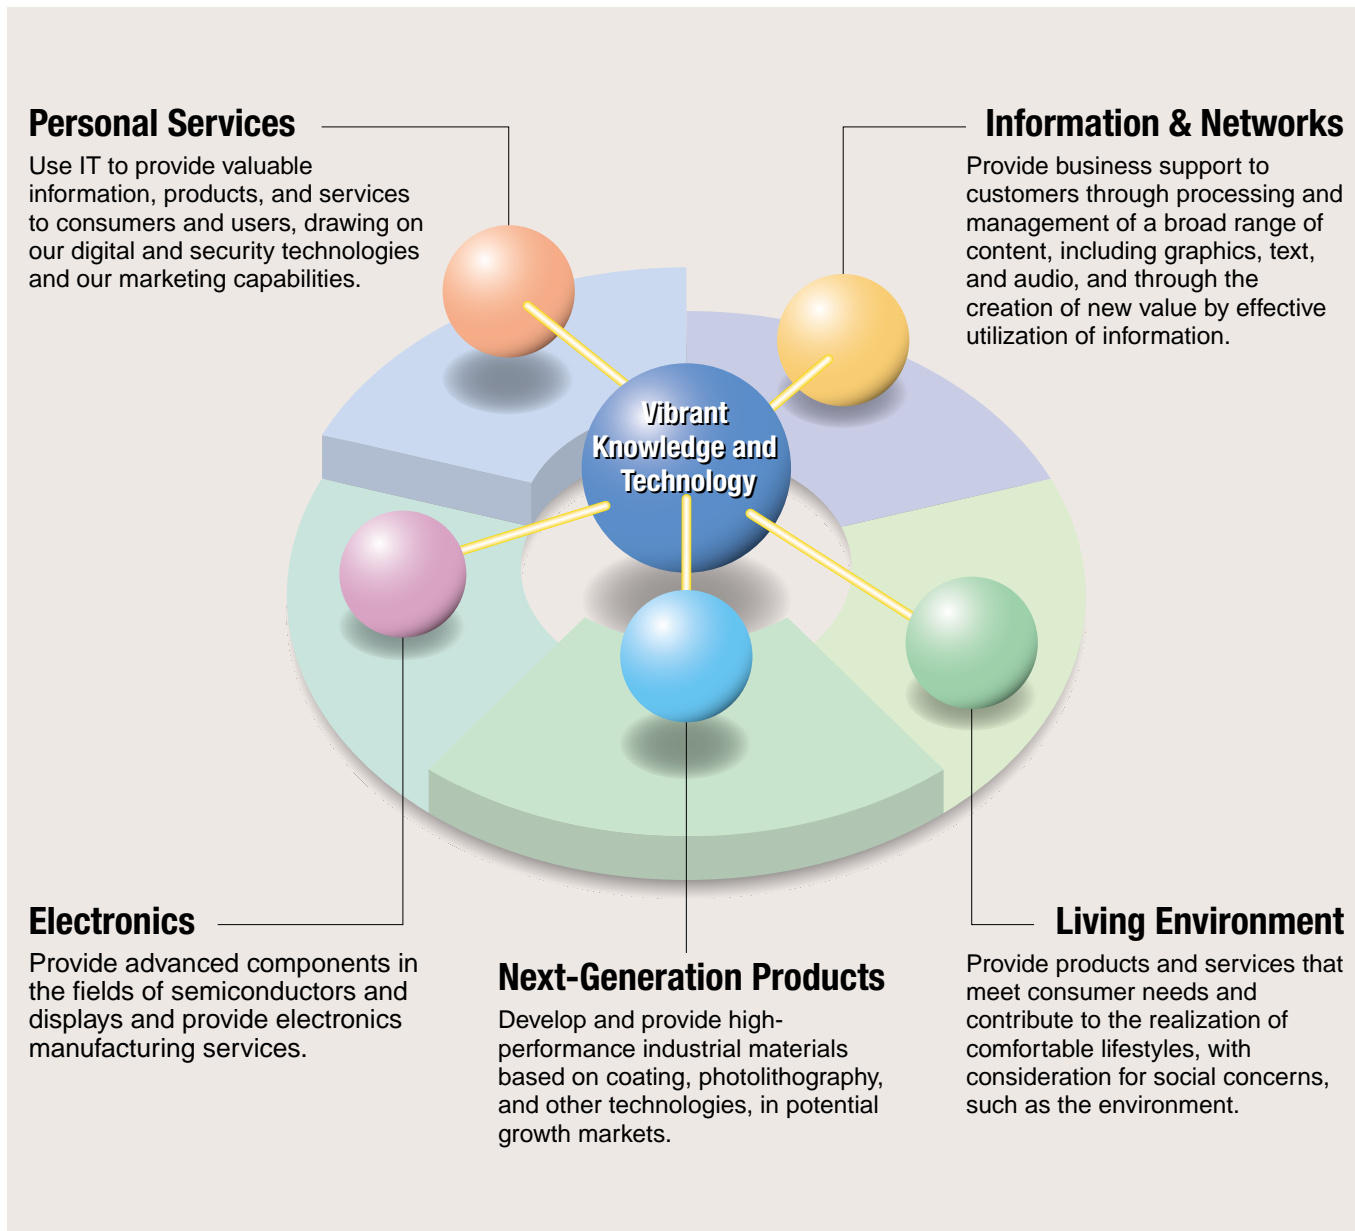 Personal Services
Use IT to provide valuable
information, products, and services
to consumers and users, drawing on
our digital and security technologies
and our marketing capabilities.
Information & Networks
Provide business support to
customers through processing and
management of a broad range of
content, including graphics, text,
and audio, and through the
creation of new value by effective
utilization of information.
Vibrant
Knowledge and
Technology
Electronics
Provide advanced components in
the fields of semiconductors and
displays and provide electronics
manufacturing services.
Next-Generation Products
Develop and provide high-
performance industrial materials
based on coating, photolithography,
and other technologies, in potential
growth markets.
Living Environment
Provide products and services that
meet consumer needs and
contribute to the realization of
comfortable lifestyles, with
consideration for social concerns,
such as the environment.